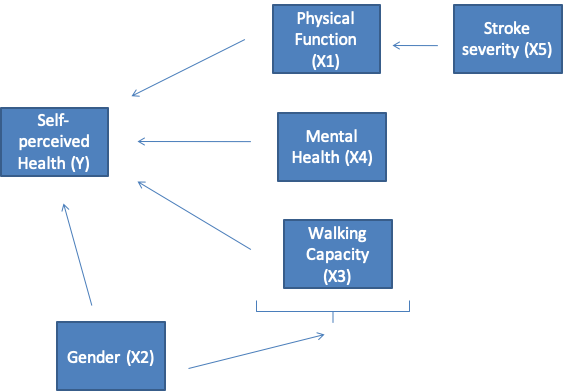 Physical
Function
(X1)
Stroke
severity (X5)
Self-
perceived
Health (Y)
Mental
Health (X4)
Walking
Capacity
(X3)
Gender (X2)